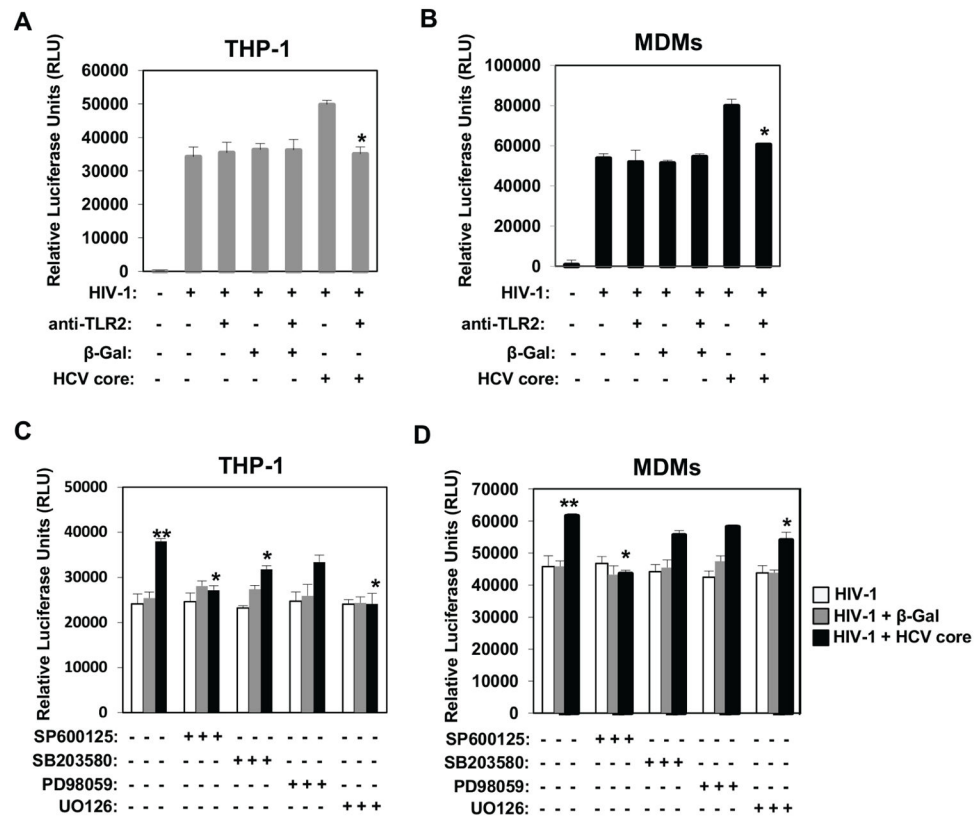 A
THP-1
Relative Luciferase Units (RLU)
60000
50000
40000
30000
20000
10000
0
*
HIV-1: - + + + + + +
anti-TLR2: - - + - + - +
β-Gal: - - - + + - -
HCV core: - - - - - + +
B
MDMs
Relative Luciferase Units (RLU)
100000
80000
60000
40000
20000
0
*
HIV-1: - + + + + + +
anti-TLR2: - - + - + - +
β-Gal: - - - + + - -
HCV core: - - - - - + +
C
THP-1
Relative Luciferase Units (RLU)
50000
40000
30000
20000
10000
0
** * * *
SP600125: - - - + + + - - - - - - - - -
SB203580: - - - - - - + + + - - - - - -
PD98059: - - - - - - - - - + + + - - -
UO126: - - - - - - - - - - - - + + +
D
MDMs
Relative Luciferase Units (RLU)
70000
60000
50000
40000
30000
20000
10000
0
** * *
SP600125: - - - + + + - - - - - - - - -
SB203580: - - - - - - + + + - - - - - -
PD98059: - - - - - - - - - + + + - - -
UO126: - - - - - - - - - - - - + + +
HIV-1
HIV-1 + β-Gal
HIV-1 + HCV core